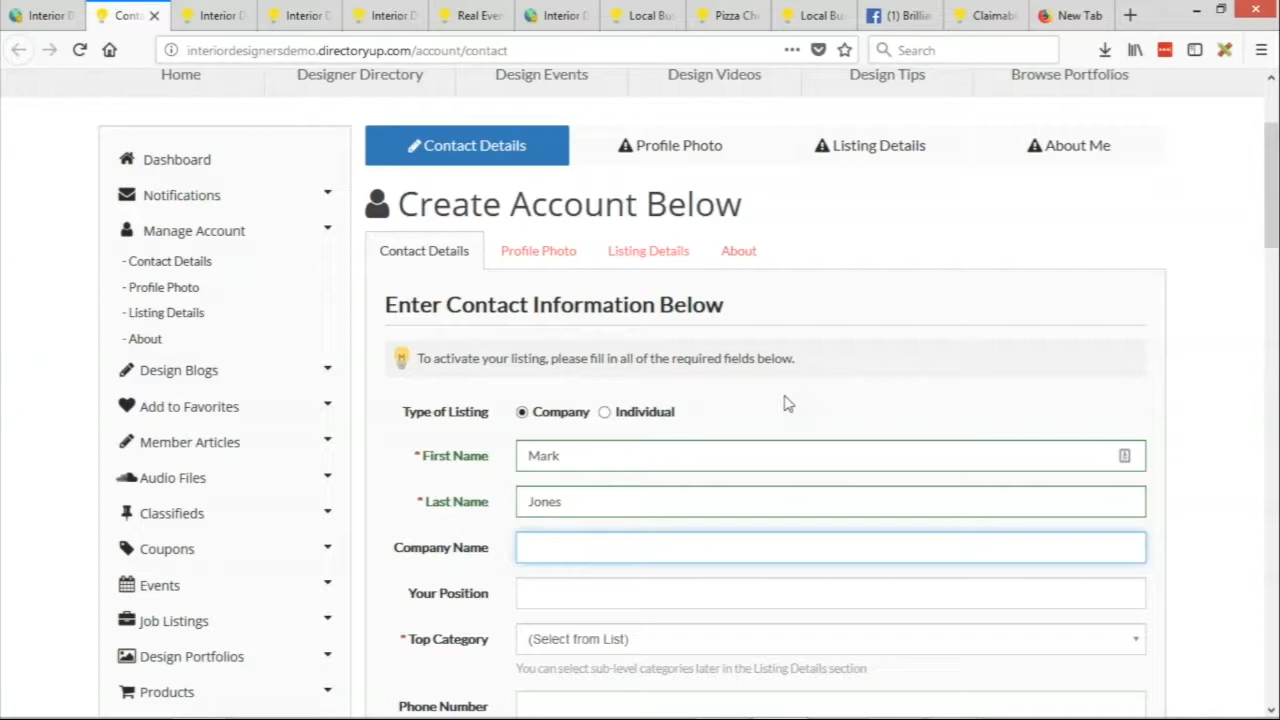 Interior D
Conta
Interior D
Interior D
Interior D
Real Ever
Interior D
Local Bu
Pizza Ch
Local Bu
(1) Brillia
Claimabl
New Tab
interiordesignersdemo.directoryup.com/account/contact
Search
Home
Designer Directory
Design Events
Design Videos
Design Tips
Browse Portfolios
Contact Details
Profile Photo
Listing Details
About Me
Dashboard
Notifications
Manage Account
- Contact Details
- Profile Photo
- Listing Details
- About
Design Blogs
Add to Favorites
Member Articles
Audio Files
Classifieds
Coupons
Events
Job Listings
Design Portfolios
Products
Create Account Below
Contact Details
Profile Photo
Listing Details
About
Enter Contact Information Below
To activate your listing, please fill in all of the required fields below.
Type of Listing Company Individual
* First Name Mark
* Last Name Jones
Company Name
Your Position
* Top Category (Select from List)
You can select sub-level categories later in the Listing Details section
Phone Number